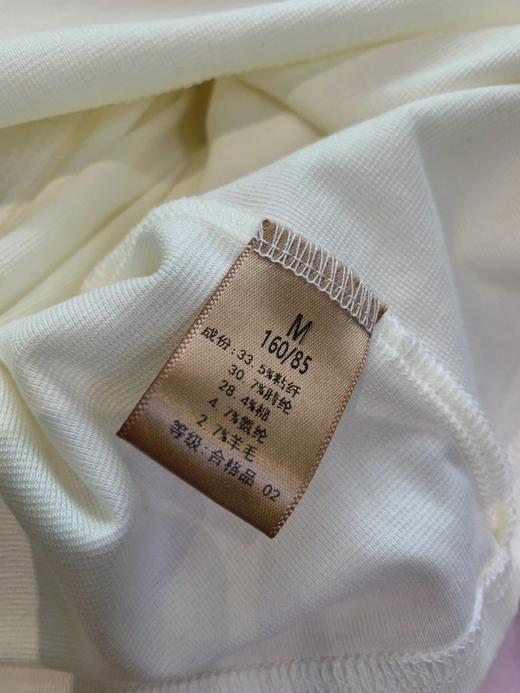 M
160/85
成份:33.5%粘纤
30.7%腈纶
28.4%棉
4.7%氨纶
2.7%羊毛
等级:合格品 02